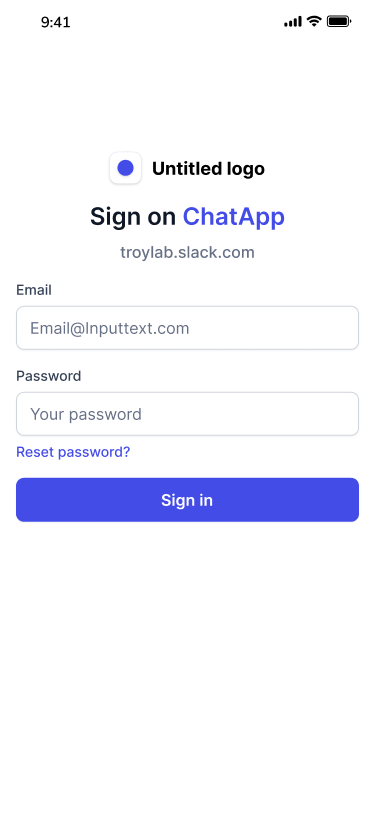 9:41
Untitled logo
Sign on ChatApp
troylab.slack.com
Email
Email@Inputtext.com
Password
Your password
Reset password?
Sign in